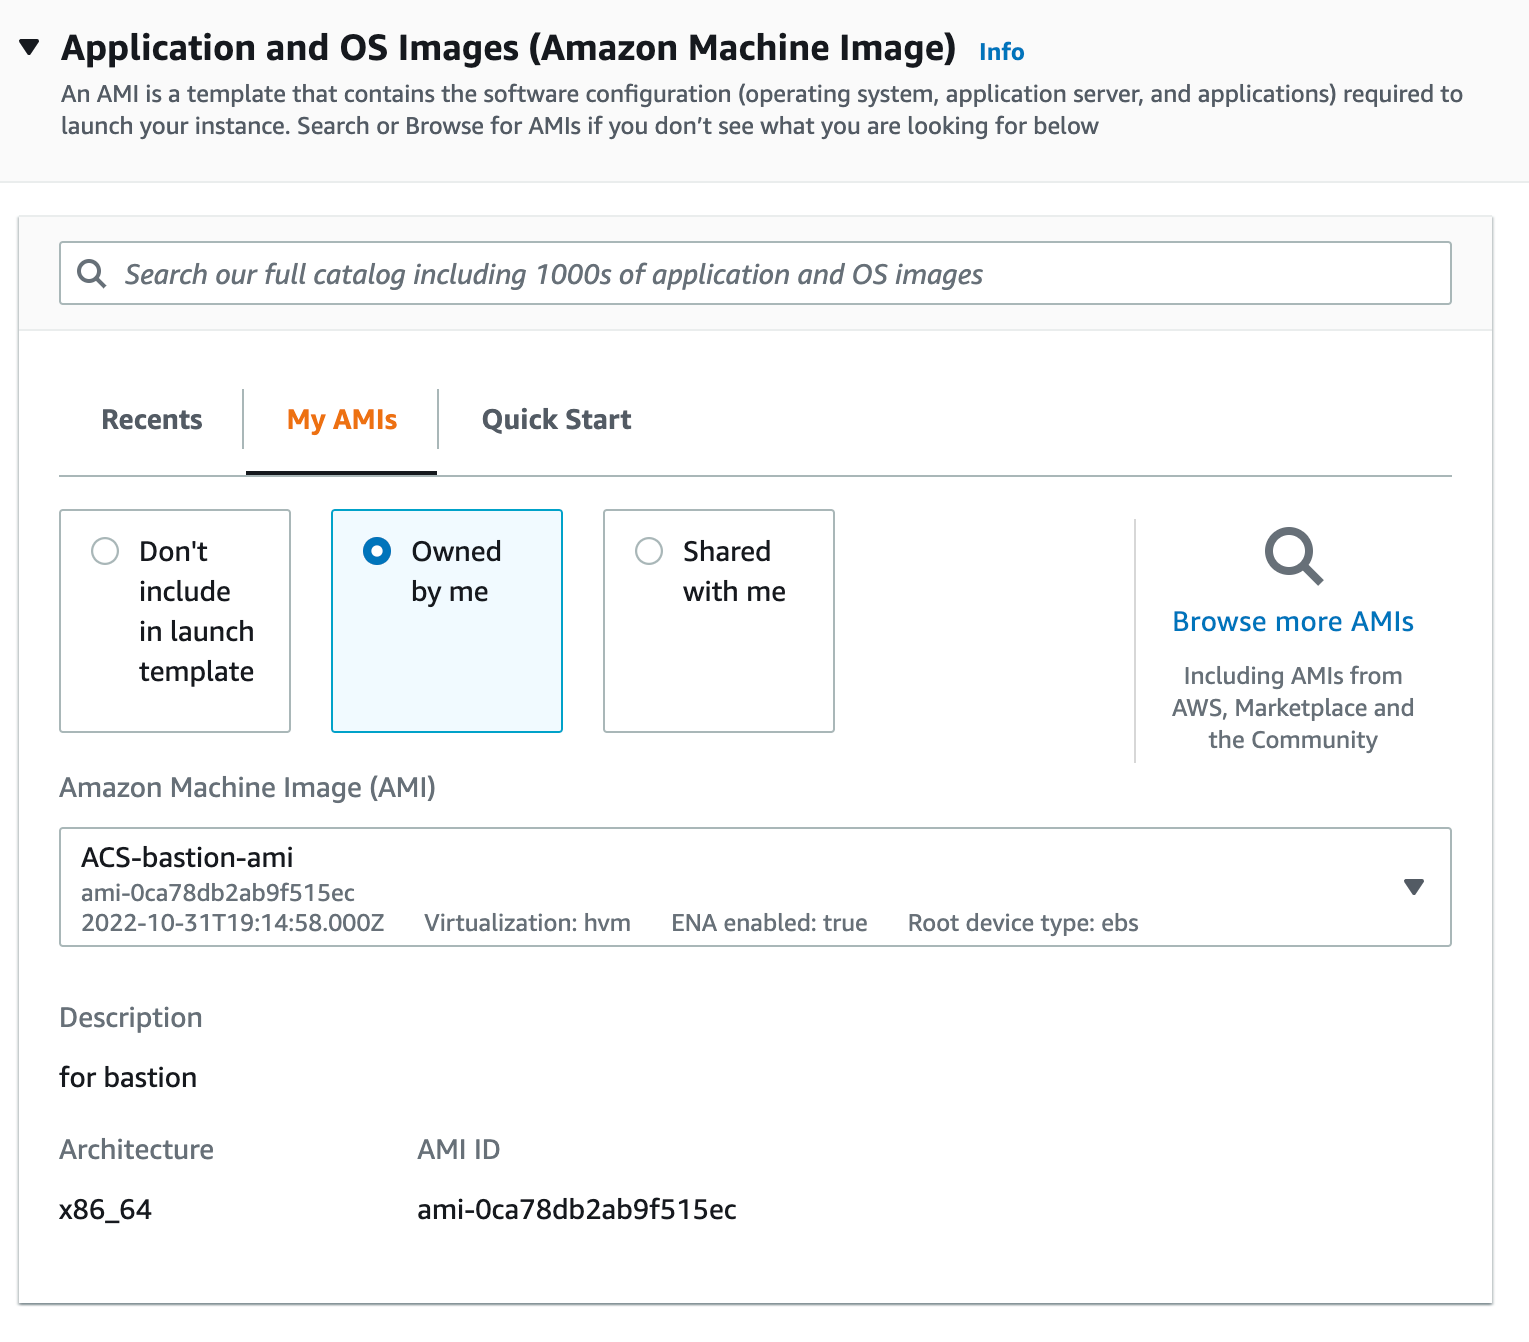 Application and OS Images (Amazon Machine Image) Info
An AMI is a template that contains the software configuration (operating system, application server, and applications) required to
launch your instance. Search or Browse for AMIs if you don’t see what you are looking for below
Search our full catalog including 1000s of application and OS images
Recents
My AMIs
Quick Start
Don't
include
in launch
template
Owned
by me
Shared
with me
Browse more AMIs
Including AMIs from
AWS, Marketplace and
the Community
Amazon Machine Image (AMI)
ACS-bastion-ami
ami-0ca78db2ab9f515ec
2022-10-31T19:14:58.000Z Virtualization: hvm ENA enabled: true Root device type: ebs
Description
for bastion
Architecture AMI ID
x86_64 ami-0ca78db2ab9f515ec